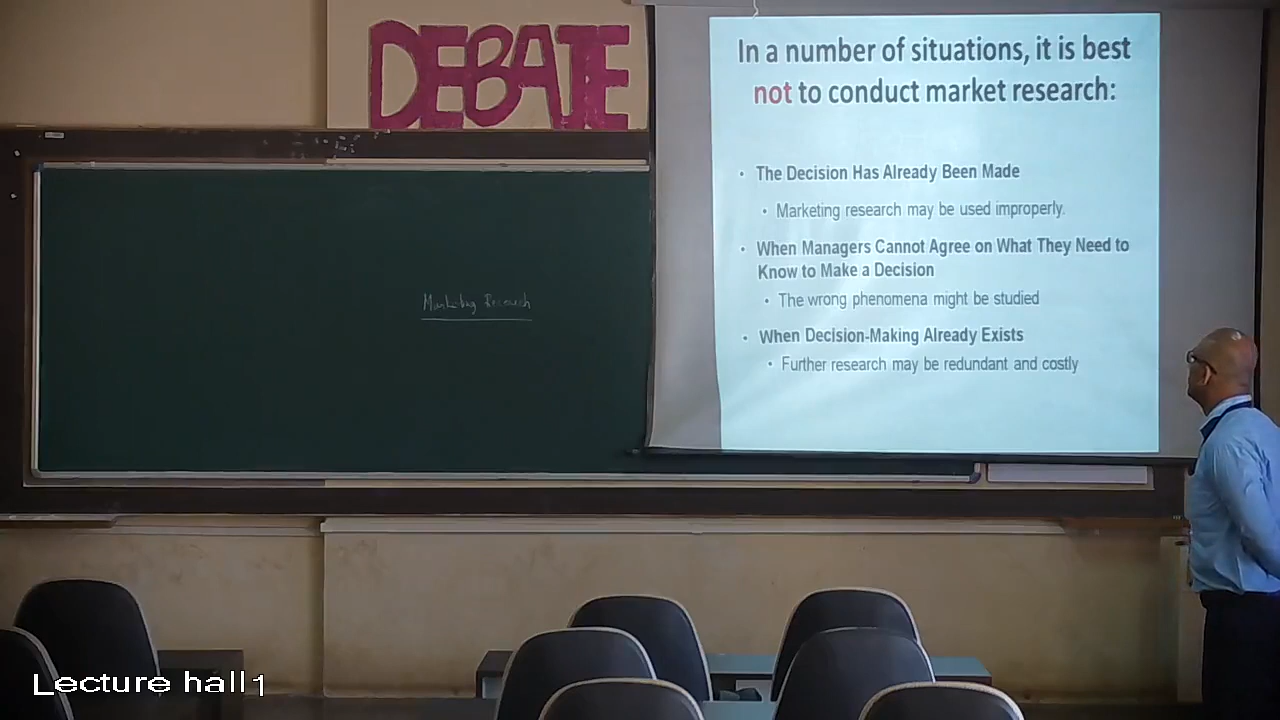 DEBATE
In a number of situations, it is best
not to conduct market research:
• The Decision Has Already Been Made
• Marketing research may be used improperly.
• When Managers Cannot Agree on What They Need to
Know to Make a Decision
• The wrong phenomena might be studied
• When Decision-Making Already Exists
• Further research may be redundant and costly
Marketing Research
Lecture hall 1